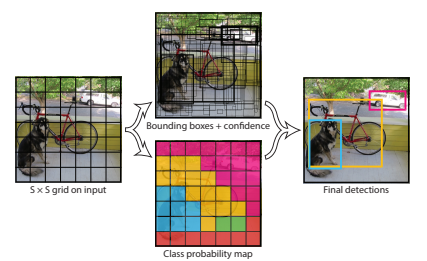 Bounding boxes + confidence
S × S grid on input
Final detections
Class probability map